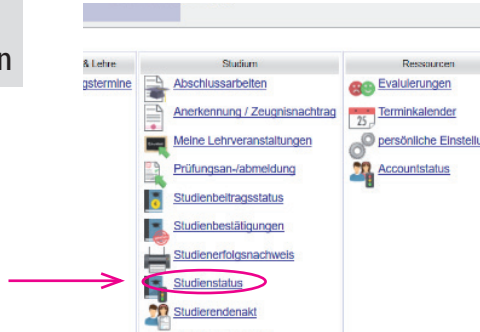 n
& Lehre
gstermine
Studium
Abschlussarbeiten
Anerkennung / Zeugnisnachtrag
Meine Lehrveranstaltungen
Prüfungsan-/abmeldung
Studienbeitragsstatus
Studienbestätigungen
Studienerfolgsnachweis
Studienstatus
Studierendenakt
Ressourcen
Evaluierungen
25
Terminkalender
persönliche Einstellu
Accountstatus